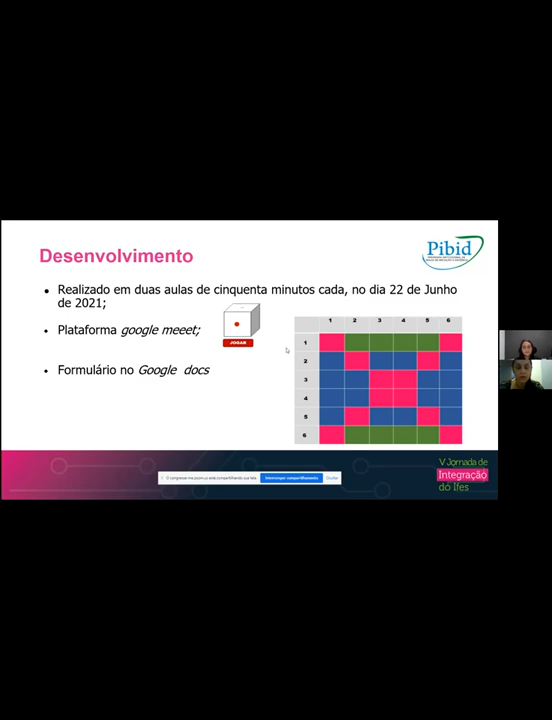 Desenvolvimento
Pibid
Realizado em duas aulas de cinquenta minutos cada, no dia 22 de Junho
de 2021;
Plataforma google meeet;
JOGAR
Formulário no Google docs
1 2 3 4 5 6
1
2
3
4
5
6
V Jornada de
Integração
do Ifes
Interromper compartilhamento
Ocultar